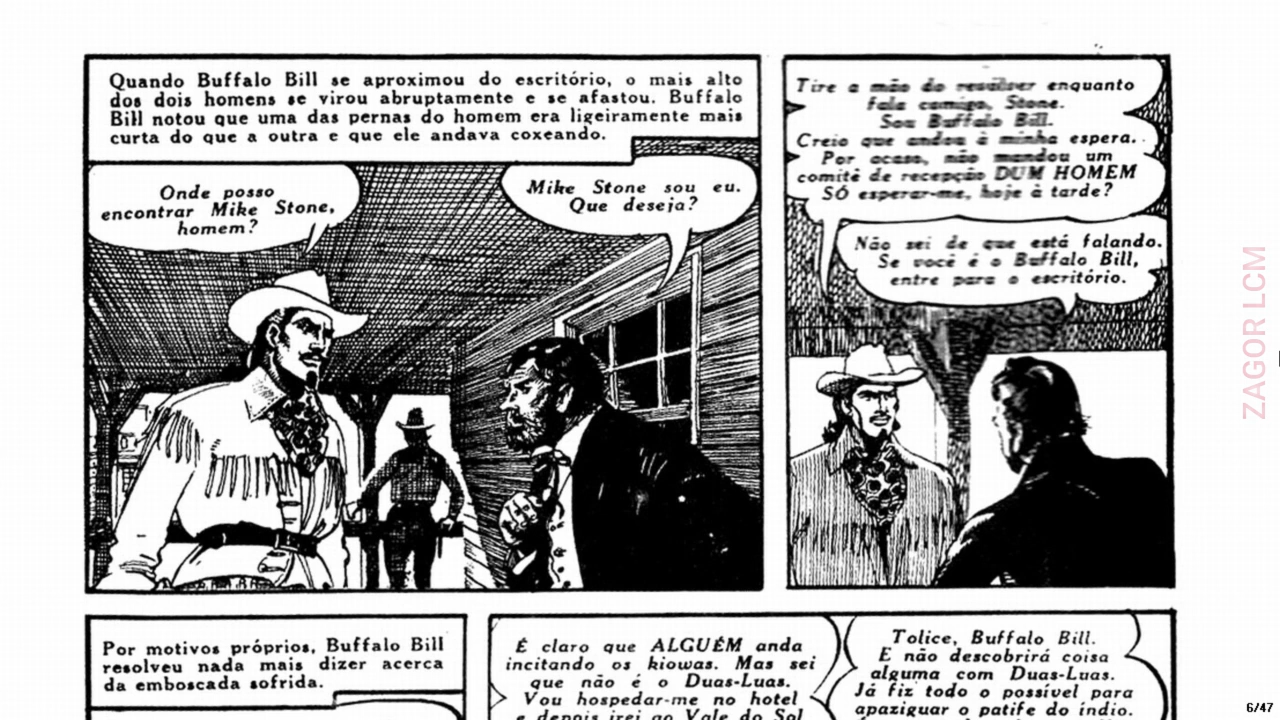 Quando Buffalo Bill se aproximou do escritório, o mais alto
dos dois homens se virou abruptamente e se afastou. Buffalo
Bill notou que uma das pernas do homem era ligeiramente mais
curta do que a outra e que ele andava coxeando.
Onde posso
encontrar Mike Stone,
homem?
Mike Stone sou eu.
Que deseja?
Tire a mão do revólver enquanto
fala comigo, Stone.
Sou Buffalo Bill.
Creio que andou à minha espera.
Por acaso, não mandou um
comitê de recepção DUM HOMEM
SÓ esperar-me, hoje à tarde?
Não sei de que está falando.
Se você é o Buffalo Bill,
entre para o escritório.
Por motivos próprios, Buffalo Bill
resolveu nada mais dizer acerca
da emboscada sofrida.
É claro que ALGUÉM anda
incitando os kiowas. Mas sei
que não é o Duas-Luas.
Vou hospedar-me no hotel
e depois irei ao Vale do Sol
Tolice, Buffalo Bill.
E não descobrirá coisa
alguma com Duas-Luas.
Já fiz todo o possível para
apaziguar o patife do índio.
ZAGOR LCM
6/47